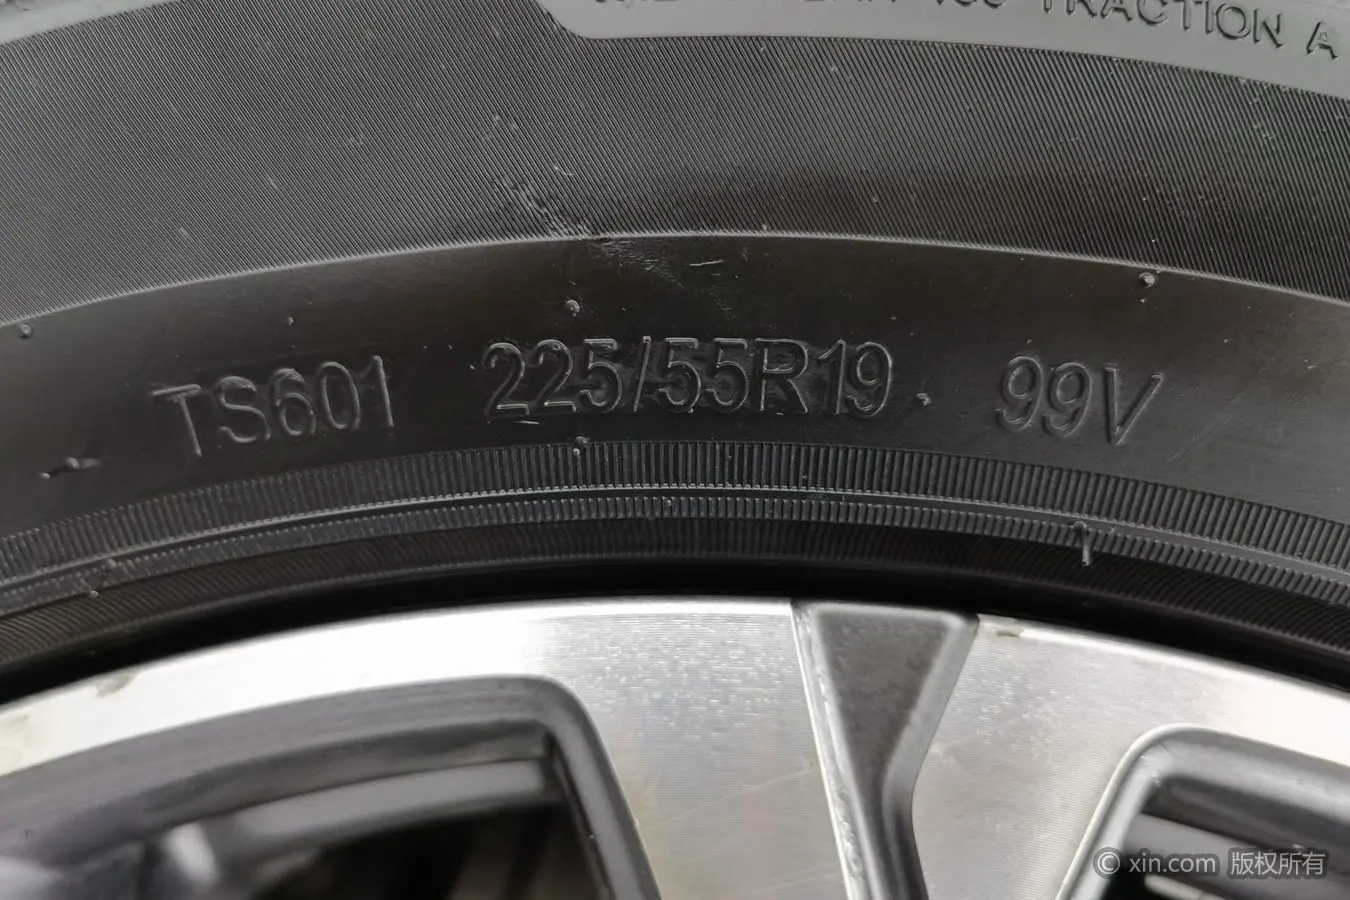 TRACTION A
TS601 225/55R19 99V
© xin.com 版权所有